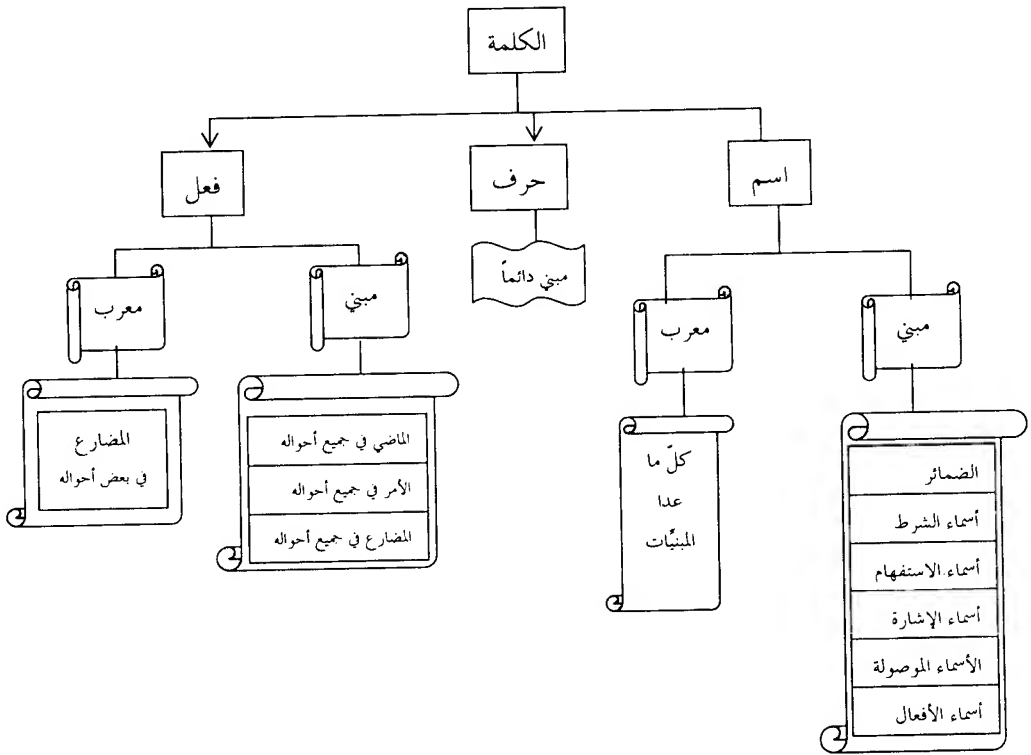 الكلمة
اسم
حرف
فعل
مبني
معرب
مبني دائماً
مبني
معرب
الضمائر
أسماء الشرط
أسماء الاستفهام
أسماء الإشارة
الأسماء الموصولة
أسماء الأفعال
كلّ ما
عدا
المبنيّات
الماضي في جميع أحواله
الأمر في جميع أحواله
المضارع في جميع أحواله
المضارع
في بعض أحواله